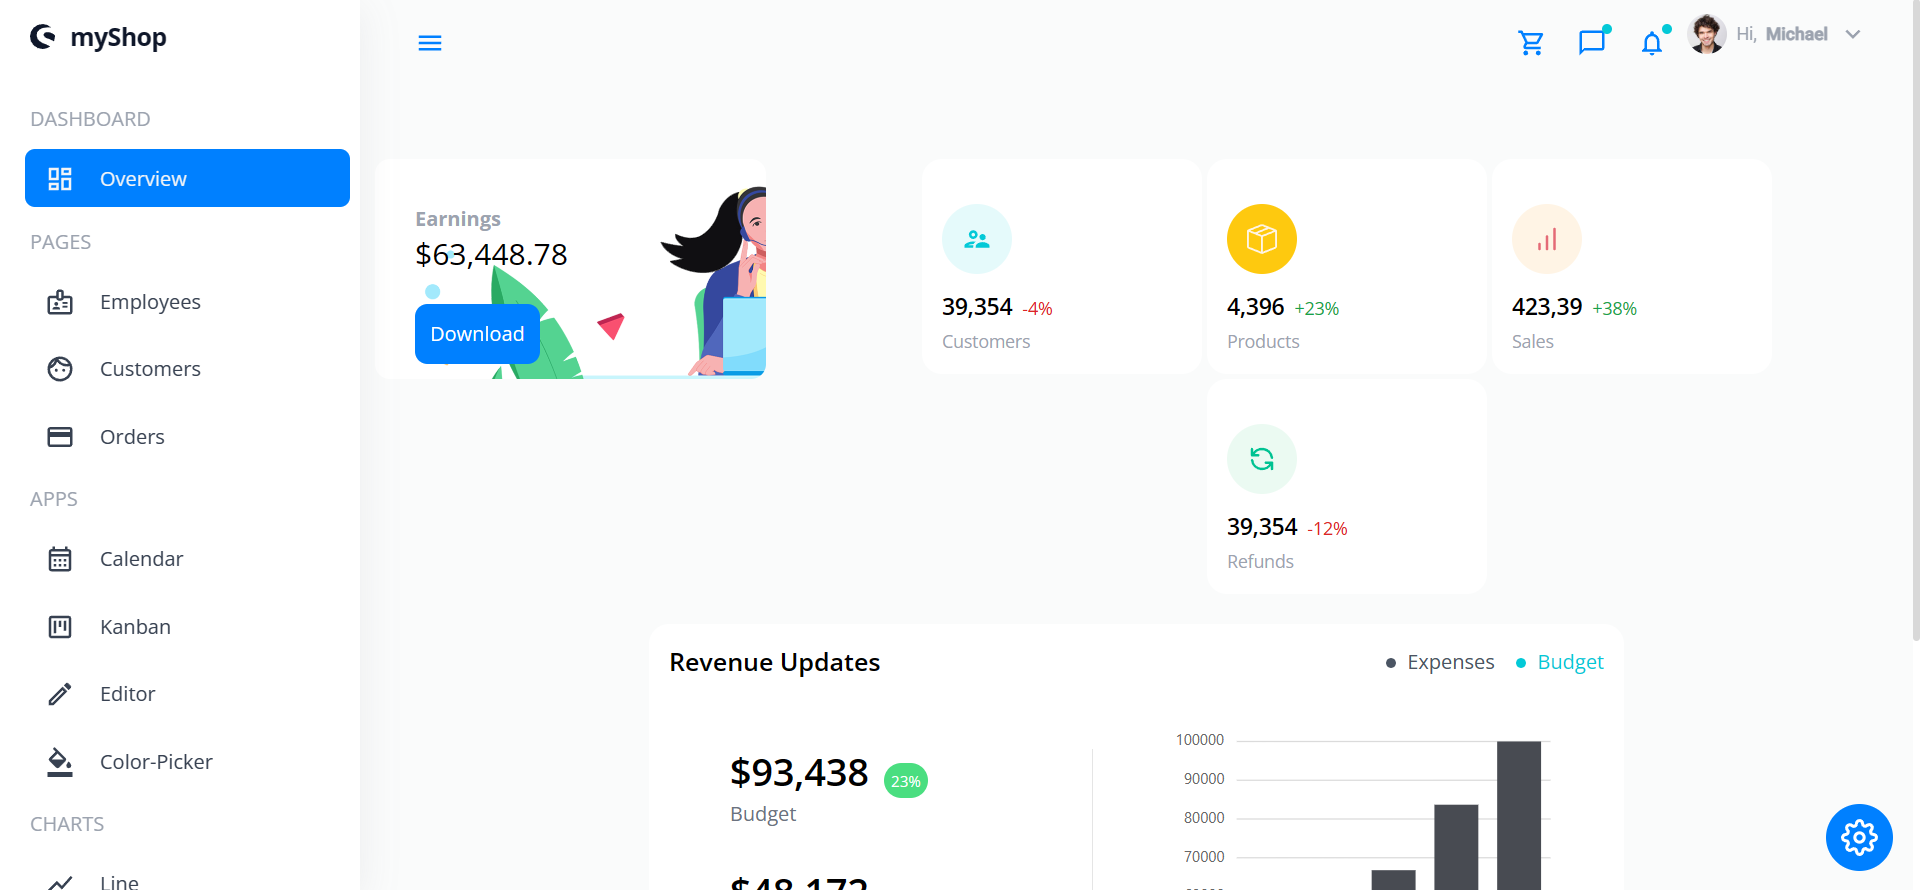 myShop
Hi, Michael
DASHBOARD
Overview
PAGES
Employees
Customers
Orders
APPS
Calendar
Kanban
Editor
Color-Picker
CHARTS
Line
Earnings
$63,448.78
Download
39,354 -4%
Customers
4,396 +23%
Products
423,39 +38%
Sales
39,354 -12%
Refunds
Revenue Updates
Expenses
Budget
$93,438 23%
Budget
$48,172
100000
90000
80000
70000